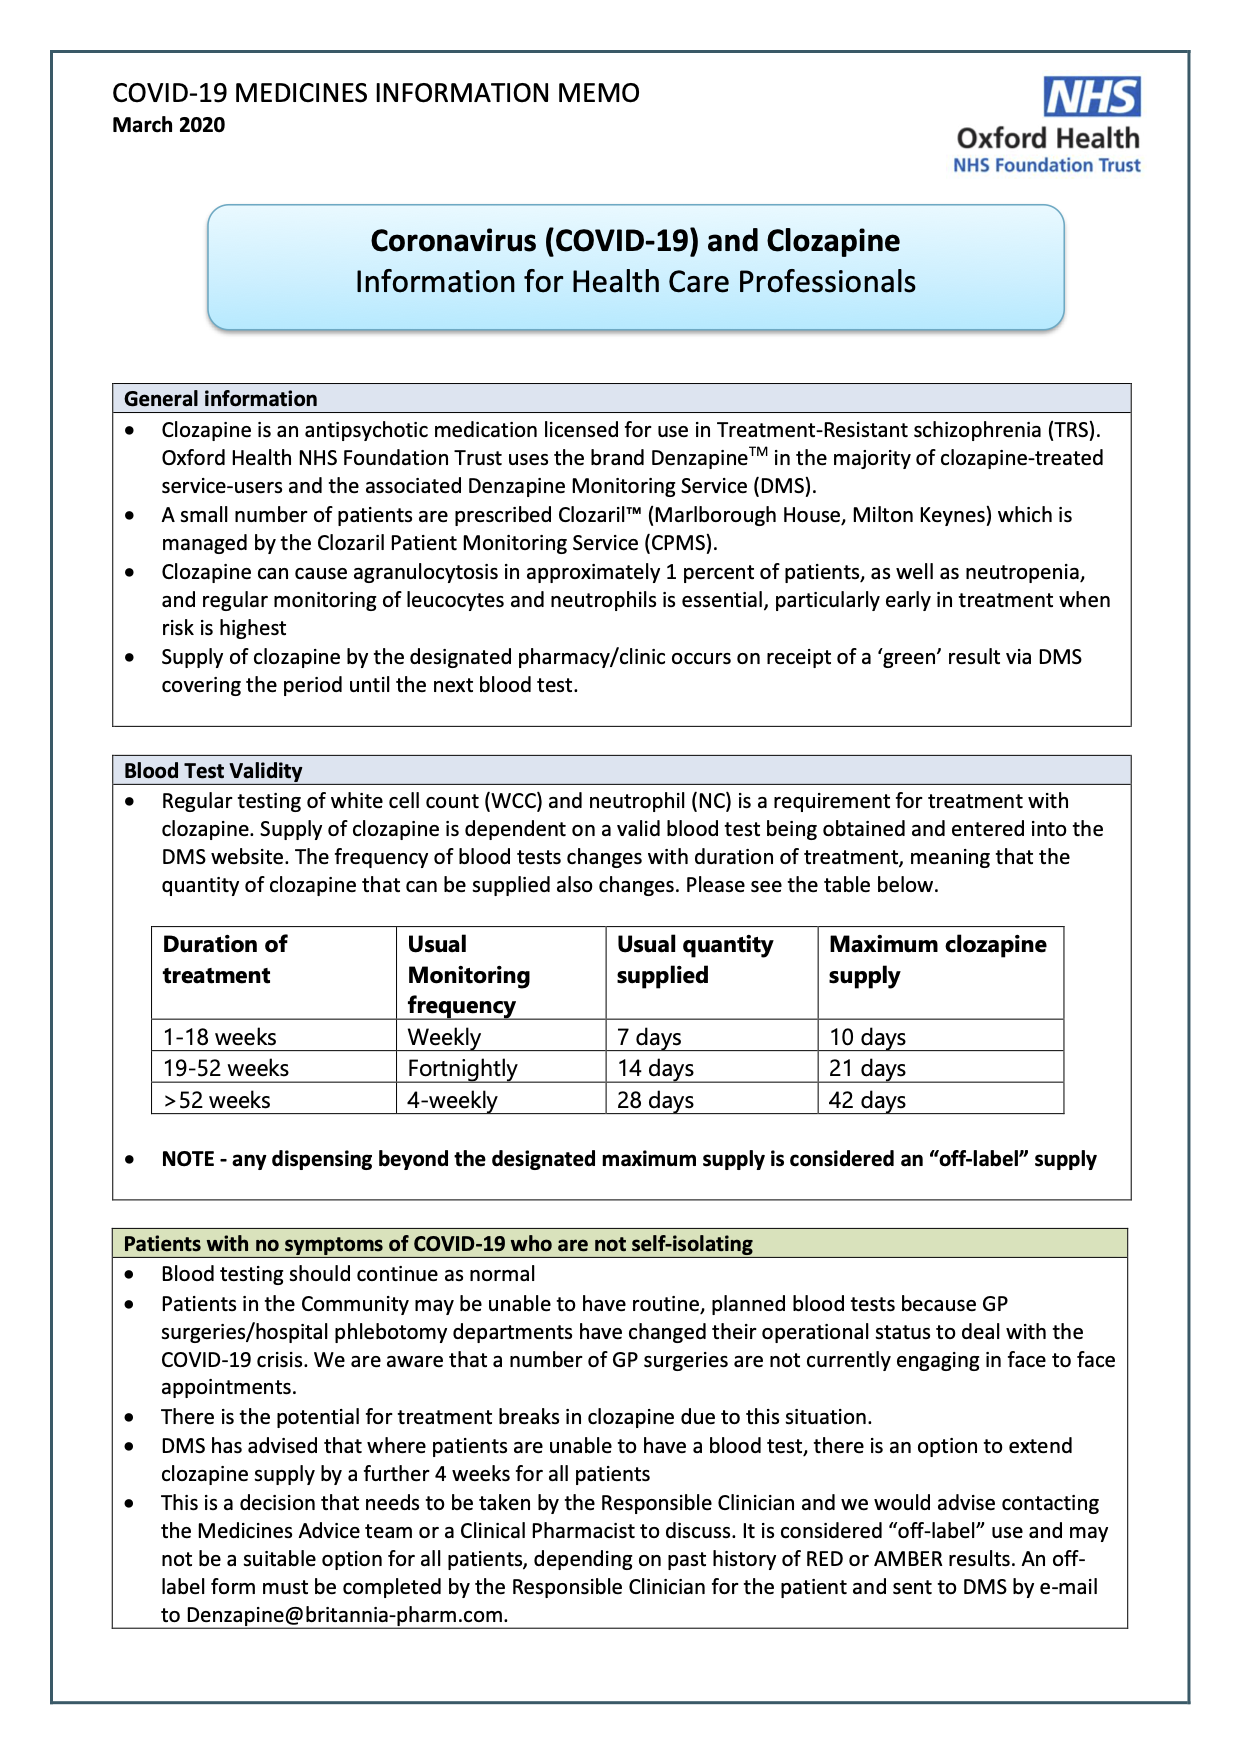 COVID-19 MEDICINES INFORMATION MEMO
March 2020
NHS
Oxford Health
NHS Foundation Trust
Coronavirus (COVID-19) and Clozapine
Information for Health Care Professionals
General information
• Clozapine is an antipsychotic medication licensed for use in Treatment-Resistant schizophrenia (TRS).
Oxford Health NHS Foundation Trust uses the brand Denzapine™ in the majority of clozapine-treated
service-users and the associated Denzapine Monitoring Service (DMS).
• A small number of patients are prescribed Clozaril™ (Marlborough House, Milton Keynes) which is
managed by the Clozaril Patient Monitoring Service (CPMS).
• Clozapine can cause agranulocytosis in approximately 1 percent of patients, as well as neutropenia,
and regular monitoring of leucocytes and neutrophils is essential, particularly early in treatment when
risk is highest
• Supply of clozapine by the designated pharmacy/clinic occurs on receipt of a ‘green’ result via DMS
covering the period until the next blood test.
Blood Test Validity
• Regular testing of white cell count (WCC) and neutrophil (NC) is a requirement for treatment with
clozapine. Supply of clozapine is dependent on a valid blood test being obtained and entered into the
DMS website. The frequency of blood tests changes with duration of treatment, meaning that the
quantity of clozapine that can be supplied also changes. Please see the table below.
Duration of treatment Usual Monitoring frequency Usual quantity supplied Maximum clozapine supply
1-18 weeks Weekly 7 days 10 days
19-52 weeks Fortnightly 14 days 21 days
>52 weeks 4-weekly 28 days 42 days
• NOTE - any dispensing beyond the designated maximum supply is considered an “off-label” supply
Patients with no symptoms of COVID-19 who are not self-isolating
• Blood testing should continue as normal
• Patients in the Community may be unable to have routine, planned blood tests because GP
surgeries/hospital phlebotomy departments have changed their operational status to deal with the
COVID-19 crisis. We are aware that a number of GP surgeries are not currently engaging in face to face
appointments.
• There is the potential for treatment breaks in clozapine due to this situation.
• DMS has advised that where patients are unable to have a blood test, there is an option to extend
clozapine supply by a further 4 weeks for all patients
• This is a decision that needs to be taken by the Responsible Clinician and we would advise contacting
the Medicines Advice team or a Clinical Pharmacist to discuss. It is considered “off-label” use and may
not be a suitable option for all patients, depending on past history of RED or AMBER results. An off-
label form must be completed by the Responsible Clinician for the patient and sent to DMS by e-mail
to Denzapine@britannia-pharm.com.